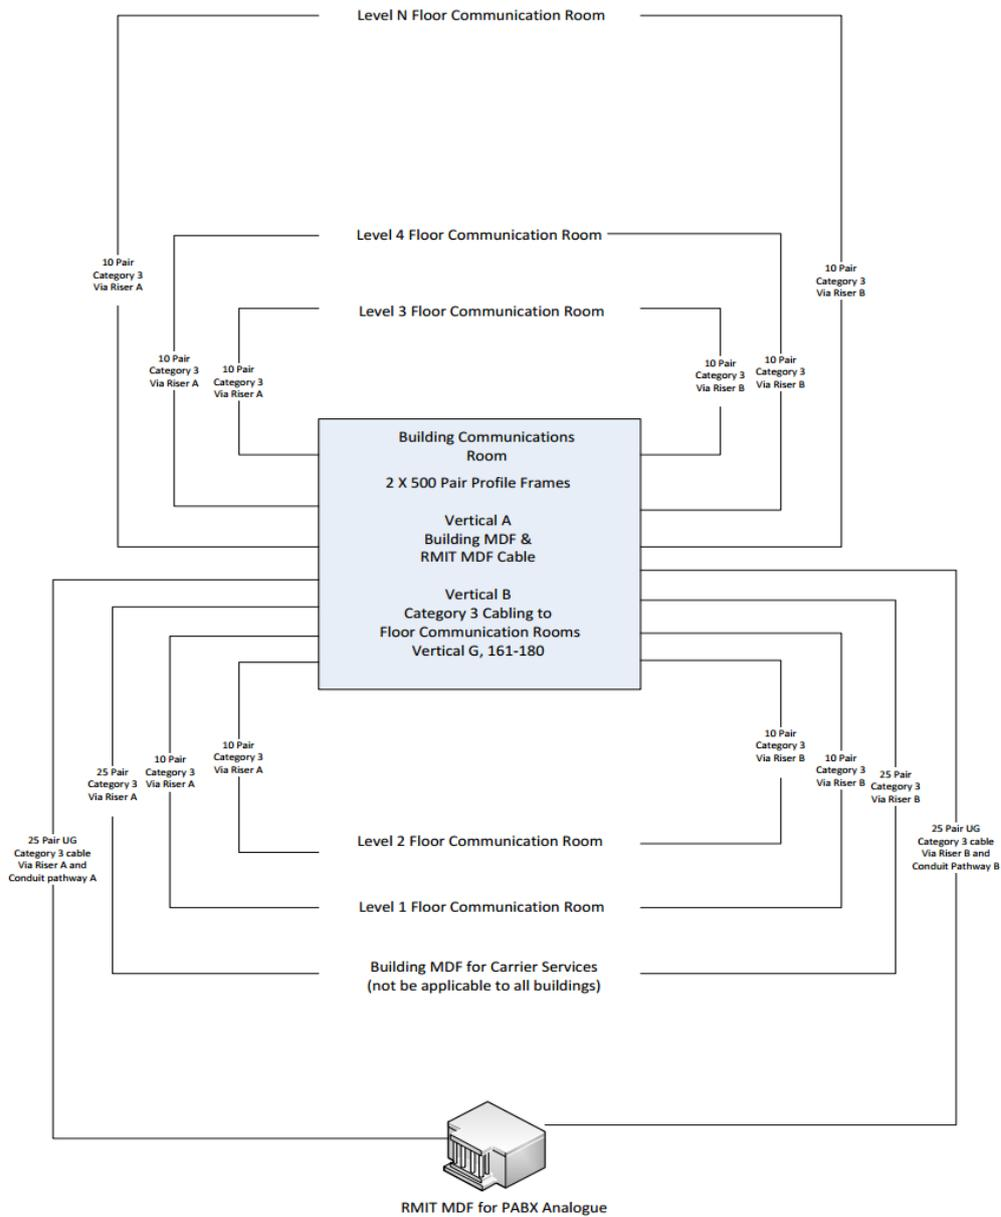 Level N Floor Communication Room
Level 4 Floor Communication Room
10 Pair
Category 3
Via Riser A
10 Pair
Category 3
Via Riser B
Level 3 Floor Communication Room
10 Pair
Category 3
Via Riser A
10 Pair
Category 3
Via Riser A
10 Pair
Category 3
Via Riser B
10 Pair
Category 3
Via Riser B
Building Communications
Room
2 X 500 Pair Profile Frames
Vertical A
Building MDF &
RMIT MDF Cable
Vertical B
Category 3 Cabling to
Floor Communication Rooms
Vertical G, 161-180
25 Pair
Category 3
Via Riser A
10 Pair
Category 3
Via Riser A
10 Pair
Category 3
Via Riser A
10 Pair
Category 3
Via Riser B
10 Pair
Category 3
Via Riser B
25 Pair
Category 3
Via Riser B
25 Pair UG
Category 3 cable
Via Riser A and
Conduit pathway A
Level 2 Floor Communication Room
25 Pair UG
Category 3 cable
Via Riser B and
Conduit Pathway B
Level 1 Floor Communication Room
Building MDF for Carrier Services
(not be applicable to all buildings)
RMIT MDF for PABX Analogue